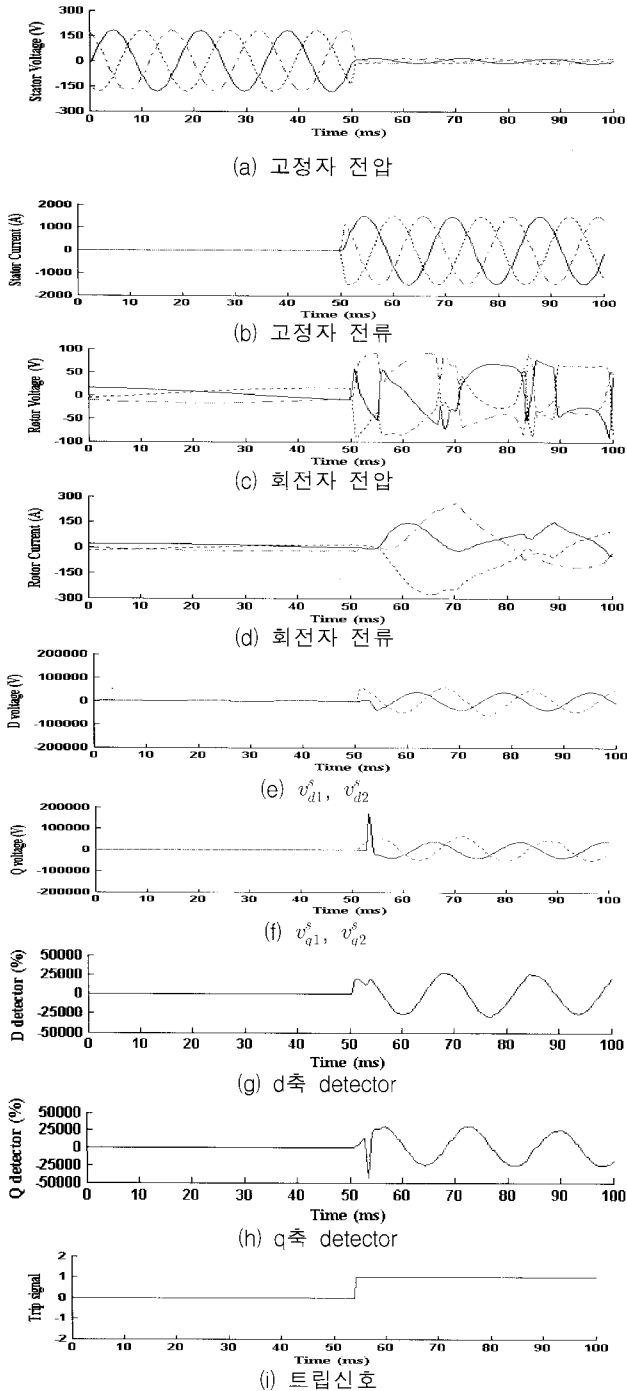 Stator Voltage (V)
300
150
0
-150
300
0 10 20 30 40 50 60 70 80 90 100
Time (ms)
(a) 고정자 전압
Stator Current (A)
2000
1000
0
-1000
2000
0 10 20 30 40 50 60 70 80 90 100
Time (ms)
(b) 고정자 전류
Rotor Voltage (V)
100
50
0
-50
-100
0 10 20 30 40 50 60 70 80 90 100
Time (ms)
(c) 회전자 전압
Rotor Current (A)
300
150
0
-150
-300
0 10 20 30 40 50 60 70 80 90 100
Time (ms)
(d) 회전자 전류
D voltage (V)
200000
100000
0
-100000
-200000
0 10 20 30 40 50 60 70 80 90 100
Time (ms)
(e) v^s_{d1}, v^s_{d2}
Q voltage (V)
200000
100000
0
-100000
-200000
0 10 20 30 40 50 60 70 80 90 100
Time (ms)
(f) v^s_{q1}, v^s_{q2}
D detector (%)
50000
25000
0
-25000
50000
0 10 20 30 40 50 60 70 80 90 100
Time (ms)
(g) d축 detector
Q detector (%)
50000
25000
0
-25000
-50000
0 10 20 30 40 50 60 70 80 90 100
Time (ms)
(h) q축 detector
Trip signal
2
1
0
-1
-2
0 10 20 30 40 50 60 70 80 90 100
Time (ms)
(i) 트립신호